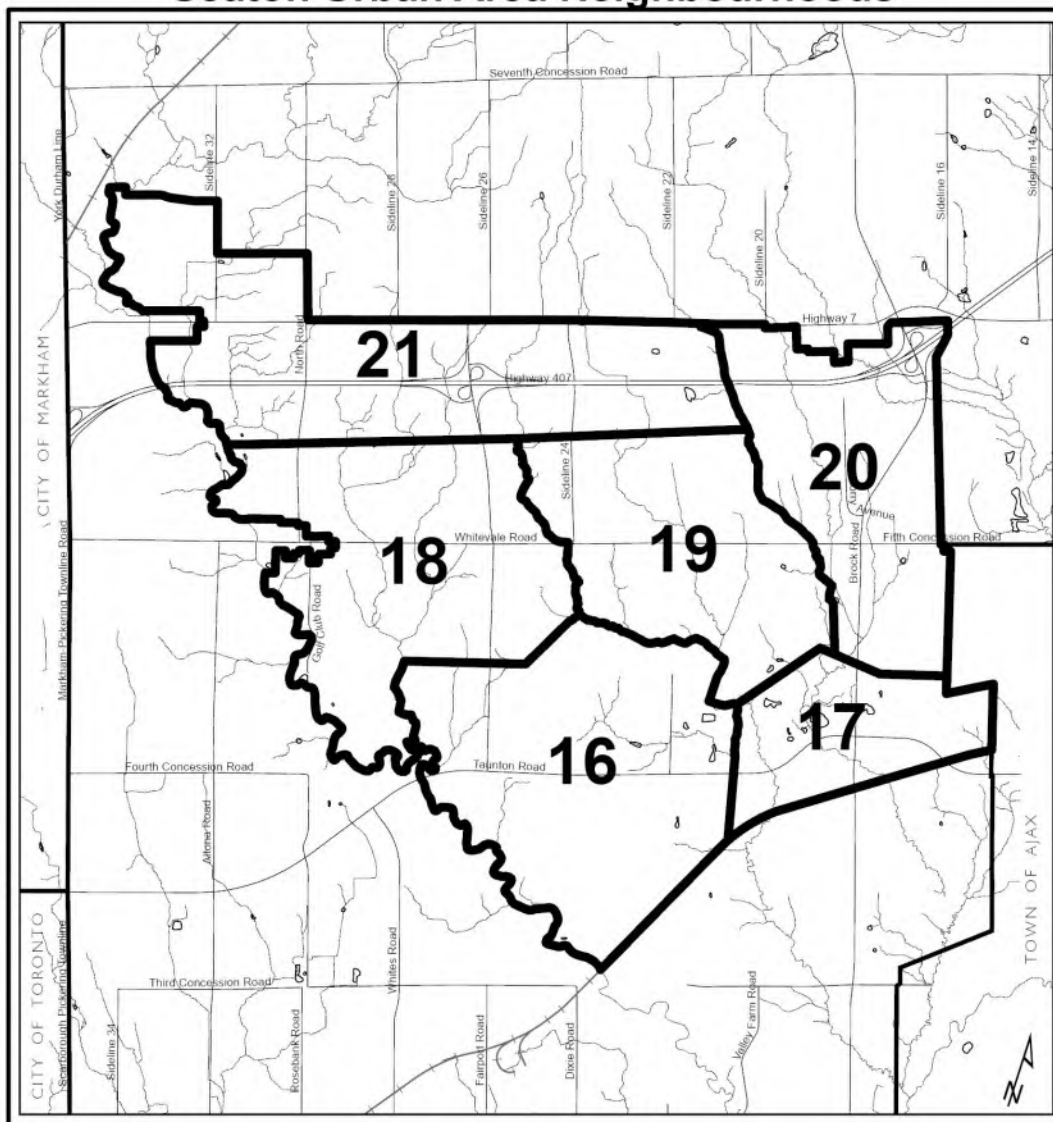 Seaton Urban Area Neighbourhoods
Seventh Concession Road
York Durham Line
Sideline 32
Sideline 28
Sideline 26
Sideline 22
Sideline 20
Sideline 16
Sideline 14
Highway 7
North Road
21
Highway 407
CITY OF MARKHAM
20
Sideline 24
Avenue
Whitevale Road
Fifth Concession Road
18
19
Brock Road
Golf Club Road
Markham-Pickering Townline Road
17
16
Fourth Concession Road
Taunton Road
Altona Road
TOWN OF AJAX
CITY OF TORONTO
Scarborough Pickering Townline
Whites Road
Third Concession Road
Sideline 34
Rosebank Road
Fairport Road
Dixie Road
Valley Farm Road
N